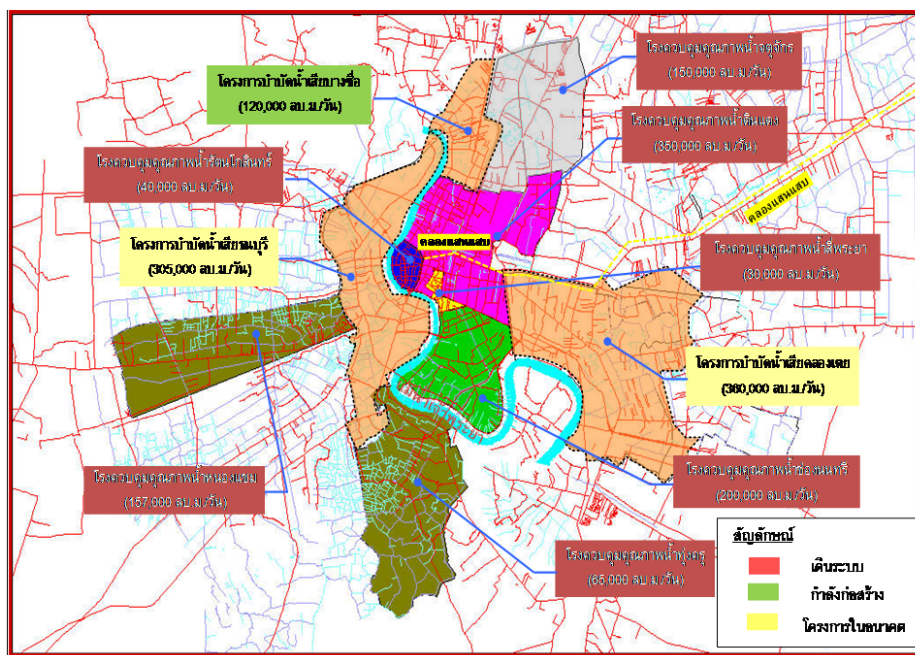 โรงควบคุมคุณภาพน้ำจตุจักร
(150,000 ลบ.ม/วัน)
โครงการบำบัดน้ำเสียบางซื่อ
(120,000 ลบ.ม/วัน)
โรงควบคุมคุณภาพน้ำดินแดง
(350,000 ลบ.ม/วัน)
โรงควบคุมคุณภาพน้ำรัตนโกสินทร์
(40,000 ลบ.ม/วัน)
คลองแสนแสบ
คลองแสนแสบ
โครงการบำบัดน้ำเสียธนบุรี
(305,000 ลบ.ม/วัน)
โรงควบคุมคุณภาพน้ำสี่พระยา
(30,000 ลบ.ม/วัน)
โครงการบำบัดน้ำเสียคลองเตย
(360,000 ลบ.ม/วัน)
โรงควบคุมคุณภาพน้ำหนองแขม
(157,000 ลบ.ม/วัน)
โรงควบคุมคุณภาพน้ำช่องนนทรี
(200,000 ลบ.ม/วัน)
โรงควบคุมคุณภาพน้ำทุ่งครุ
(65,000 ลบ.ม/วัน)
สัญลักษณ์
เดินระบบ
กำลังก่อสร้าง
โครงการในอนาคต